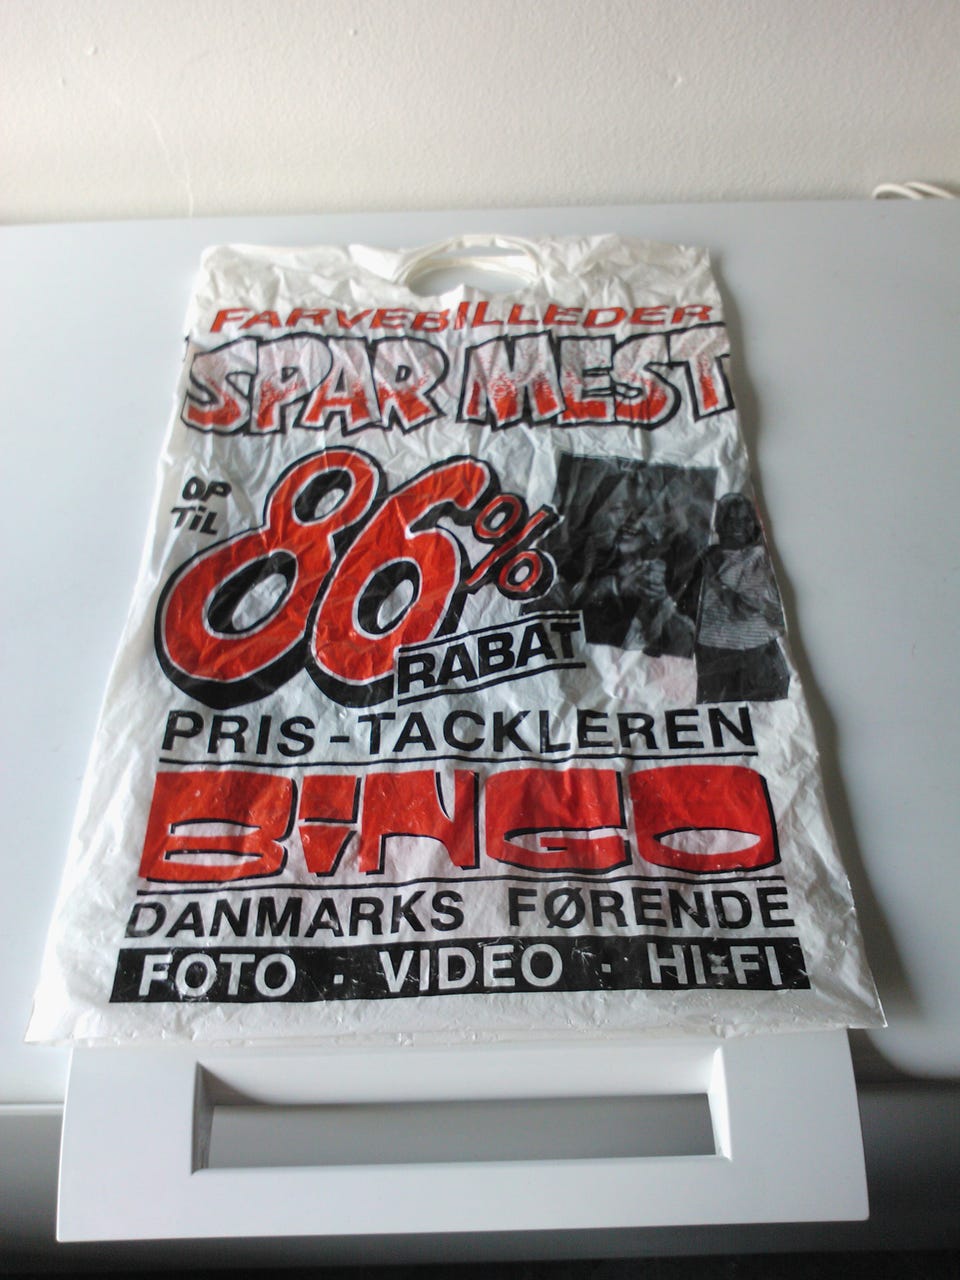 FARVEBILLEDER
SPAR MEST
OP
TiL
86%
RABAT
PRIS-TACKLEREN
BiNGO
DANMARKS FØRENDE
FOTO · VIDEO · HI-FI